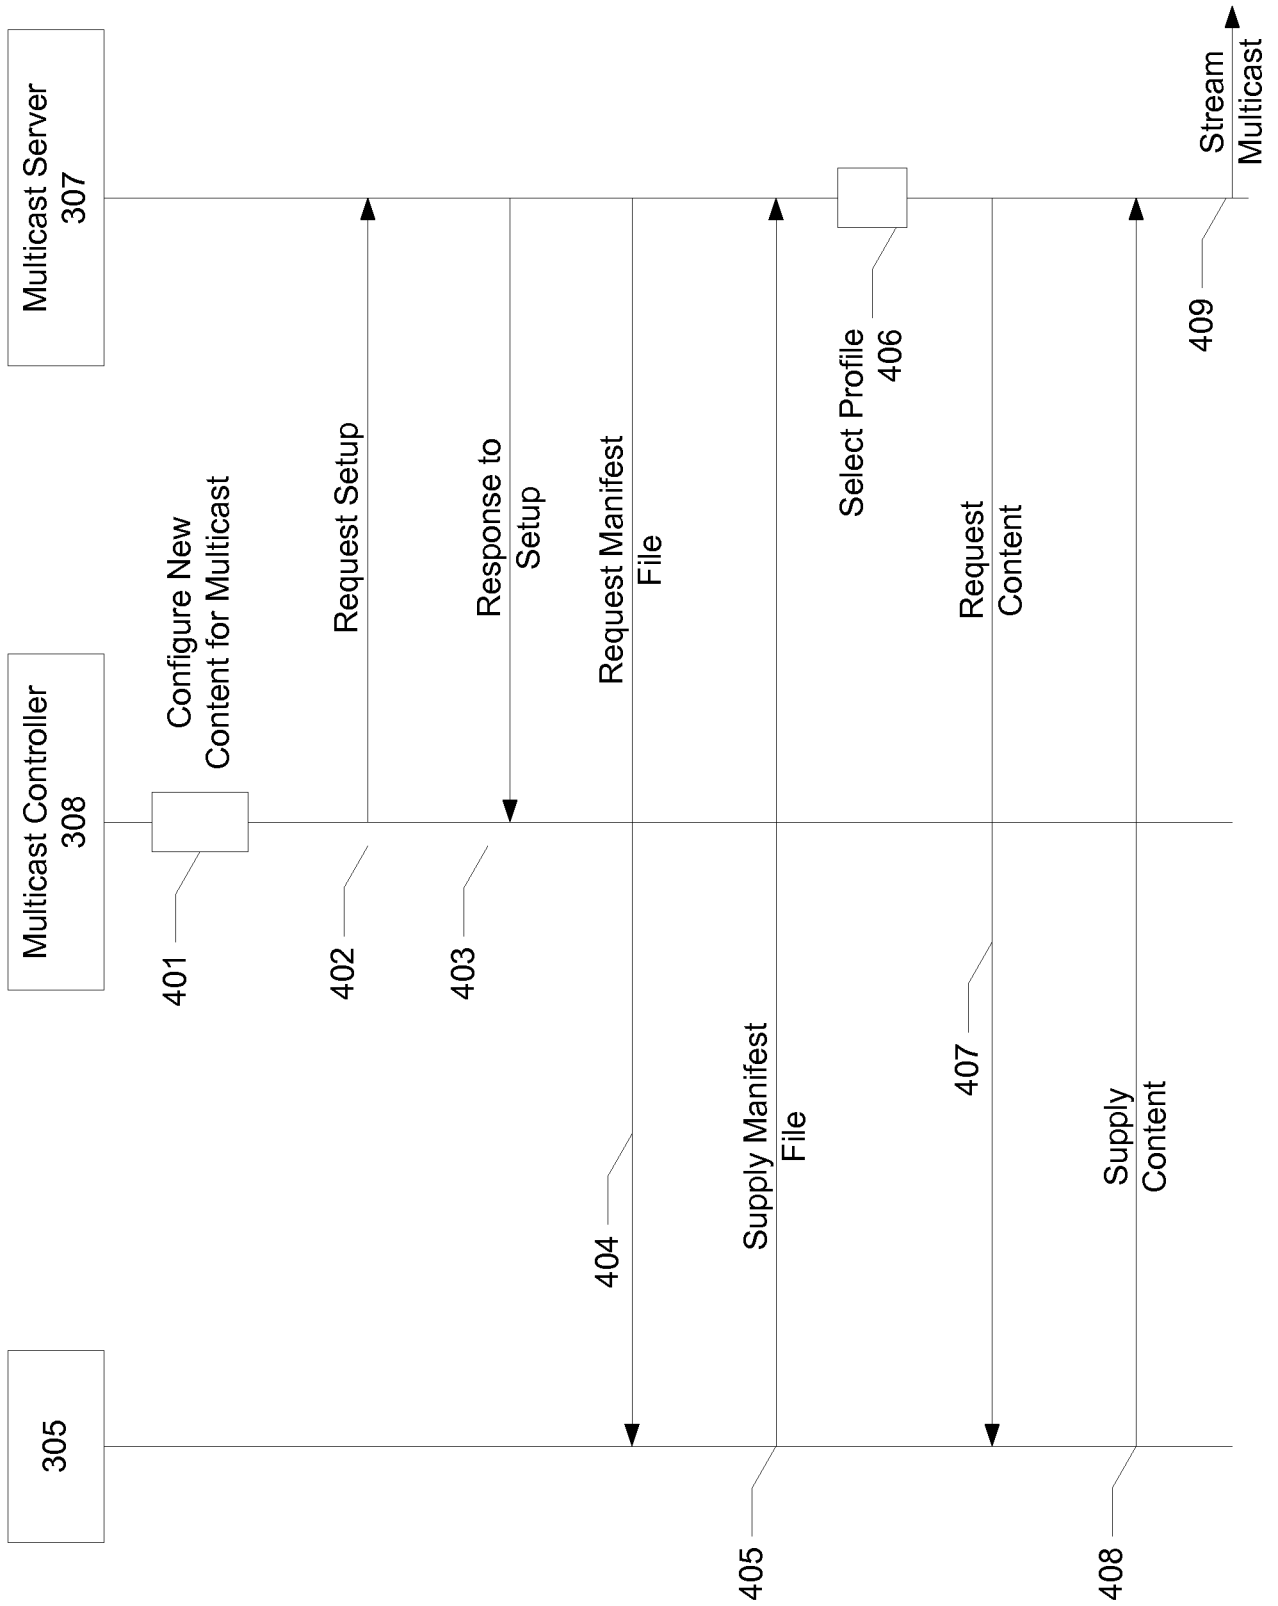 305
Multicast Controller
308
Multicast Server
307
401
Configure New
Content for Multicast
402
Request Setup
403
Response to
Setup
404
Request Manifest
File
405
Supply Manifest
File
Select Profile
406
407
Request
Content
408
Supply
Content
409
Stream
Multicast